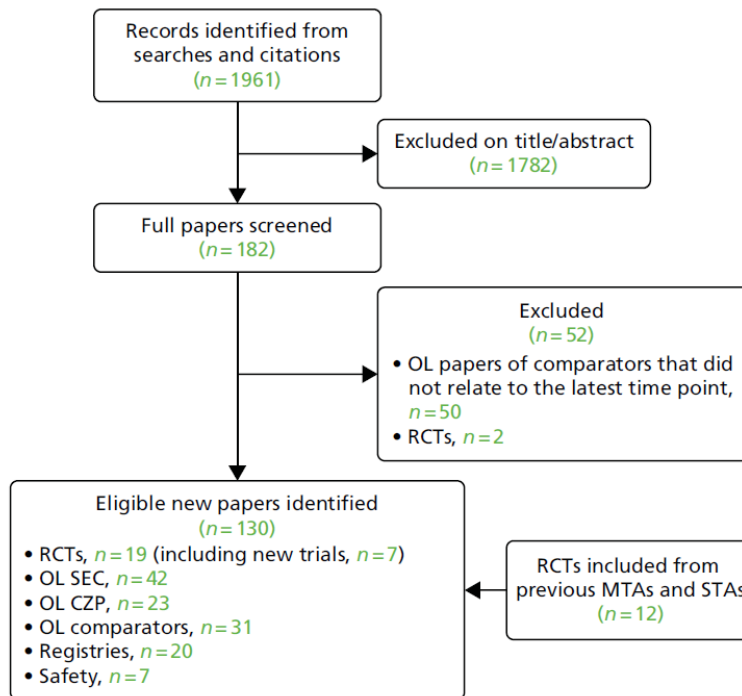 Records identified from
searches and citations
(n=1961)
Excluded on title/abstract
(n=1782)
Full papers screened
(n=182)
Excluded
(n=52)
• OL papers of comparators that did
not relate to the latest time point,
n=50
• RCTs, n=2
Eligible new papers identified
(n=130)
• RCTs, n=19 (including new trials, n=7)
• OL SEC, n=42
• OL CZP, n=23
• OL comparators, n=31
• Registries, n=20
• Safety, n=7
RCTs included from
previous MTAs and STAs
(n=12)